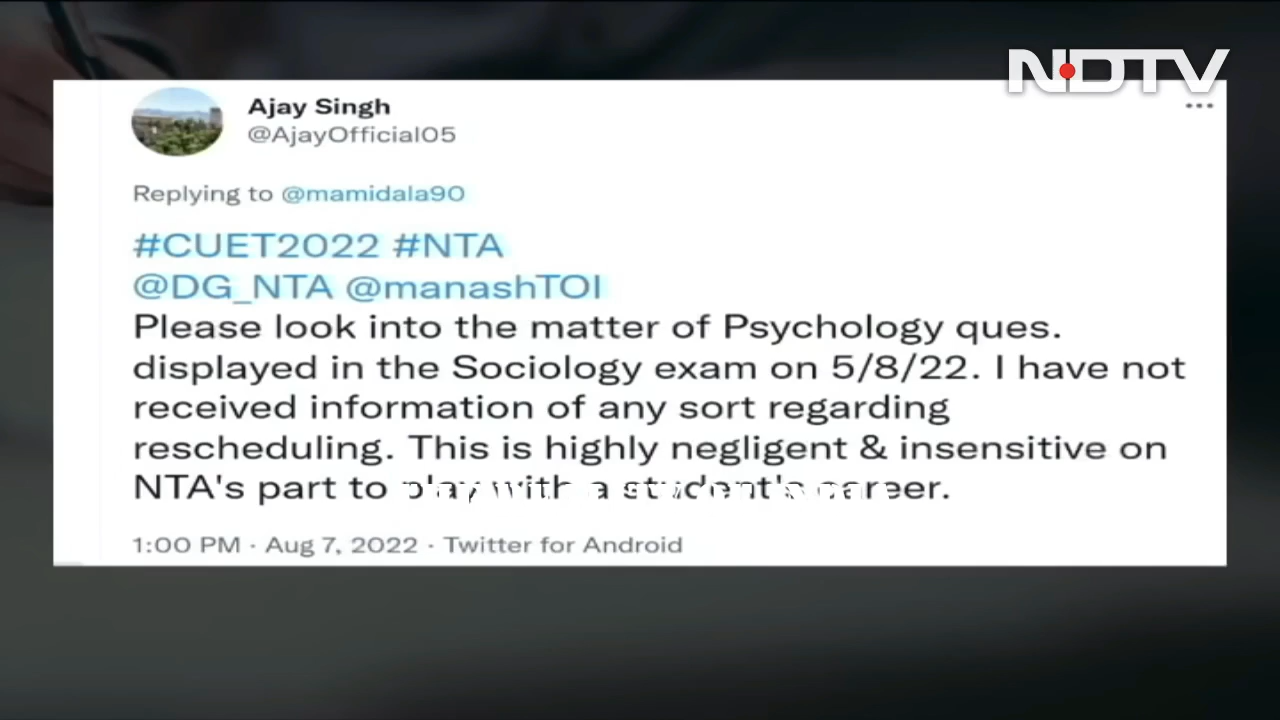 NDTV
Ajay Singh
@AjayOfficial05
Replying to @mamidala90
#CUET2022 #NTA
@DG_NTA @manashTOI
Please look into the matter of Psychology ques.
displayed in the Sociology exam on 5/8/22. I have not
received information of any sort regarding
rescheduling. This is highly negligent & insensitive on
NTA's part to play with a student's career.
1:00 PM · Aug 7, 2022 · Twitter for Android